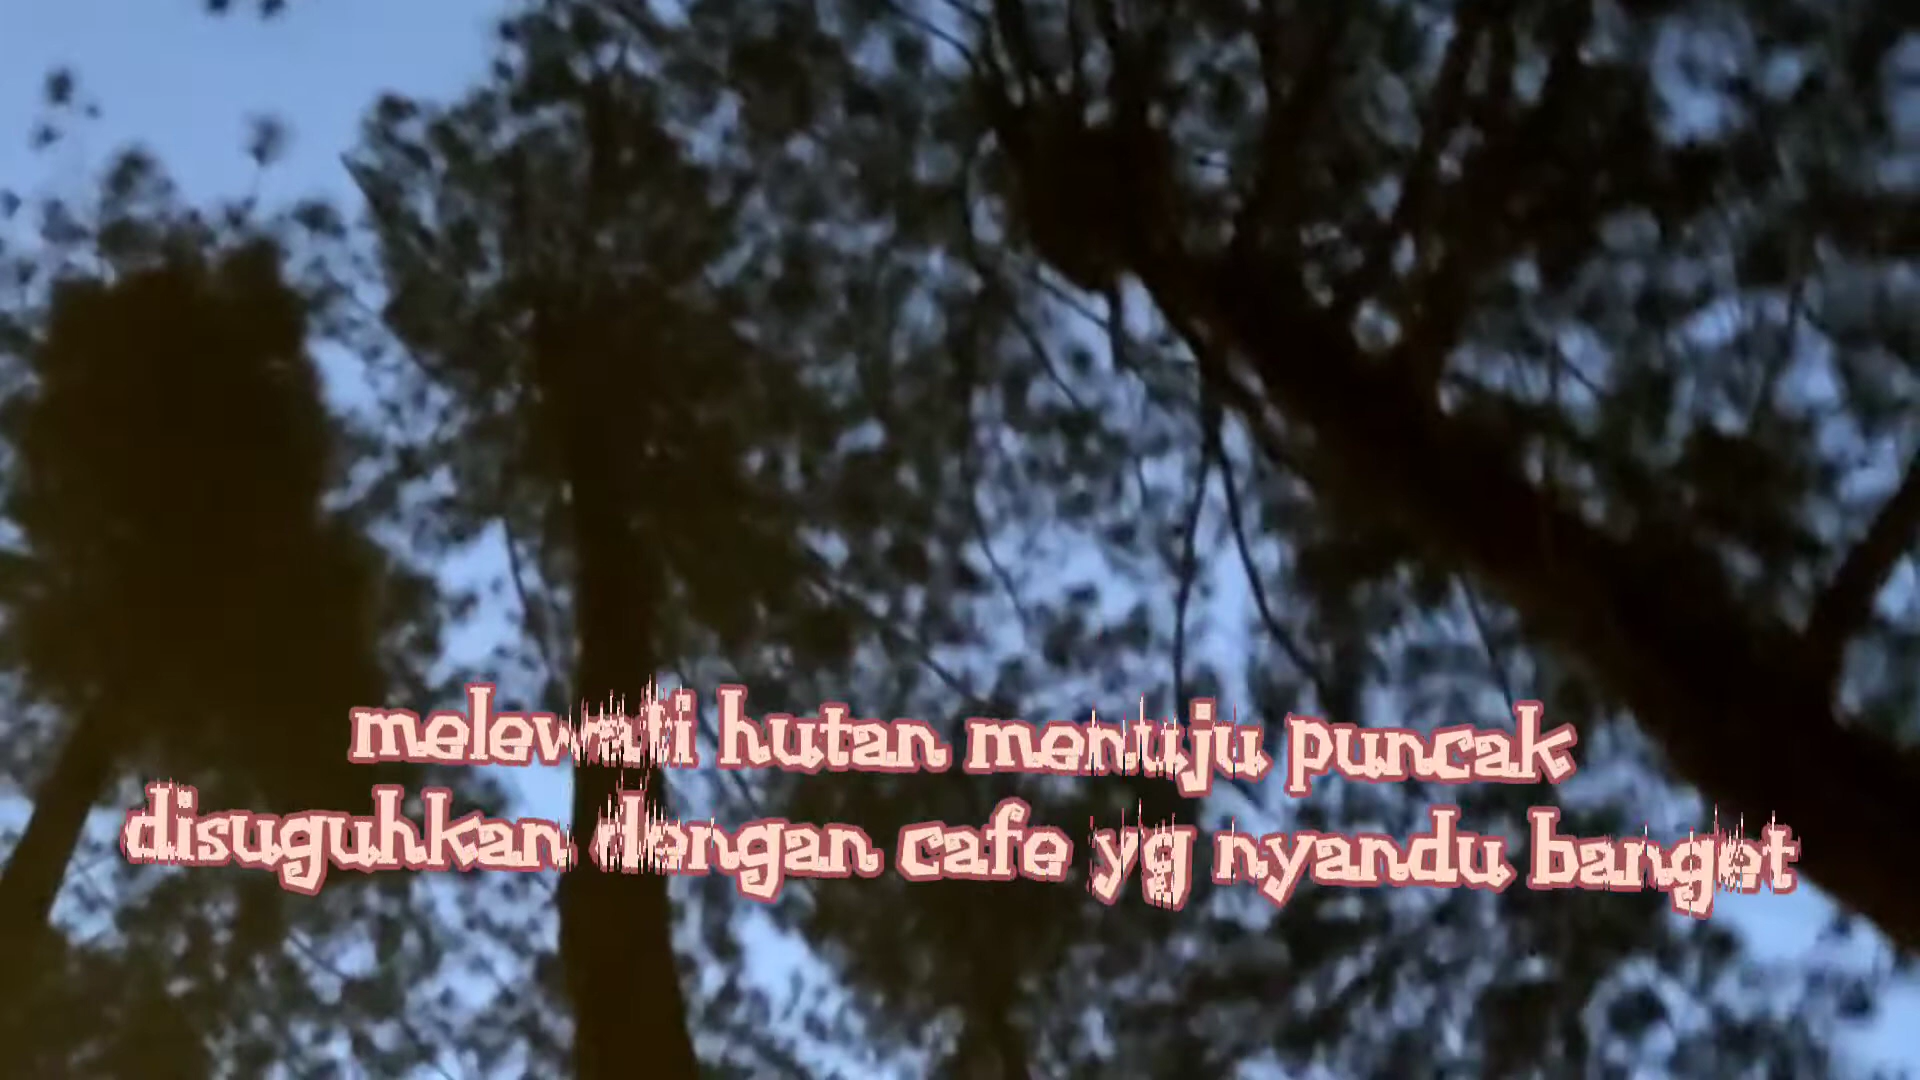 melewati hutan menuju puncak
disuguhkan dengan cafe yg nyandu banget